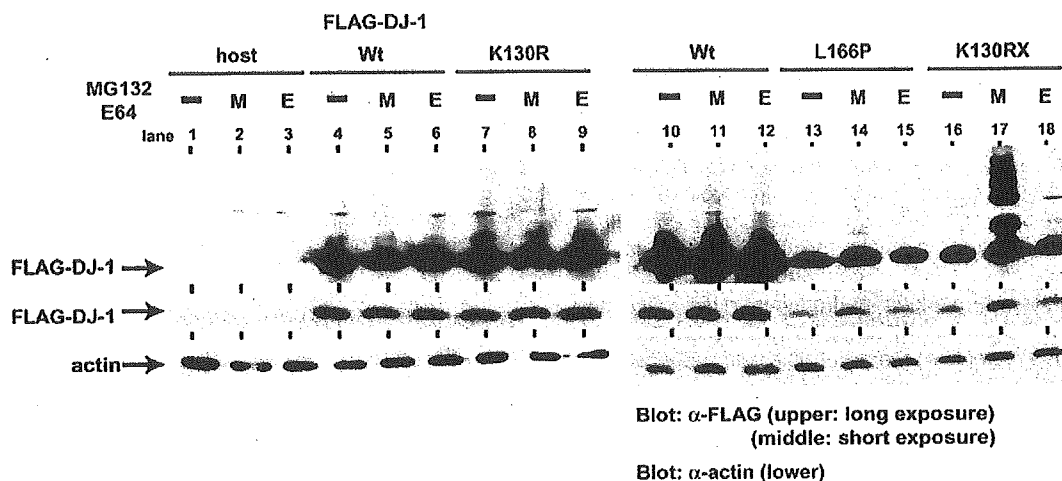 FLAG-DJ-1
host Wt K130R Wt L166P K130RX
MG132 E64 – M E – M E – M E – M E – M E – M E
lane 1 2 3 4 5 6 7 8 9 10 11 12 13 14 15 16 17 18
FLAG-DJ-1
FLAG-DJ-1
actin
Blot: α-FLAG (upper: long exposure)
(middle: short exposure)
Blot: α-actin (lower)